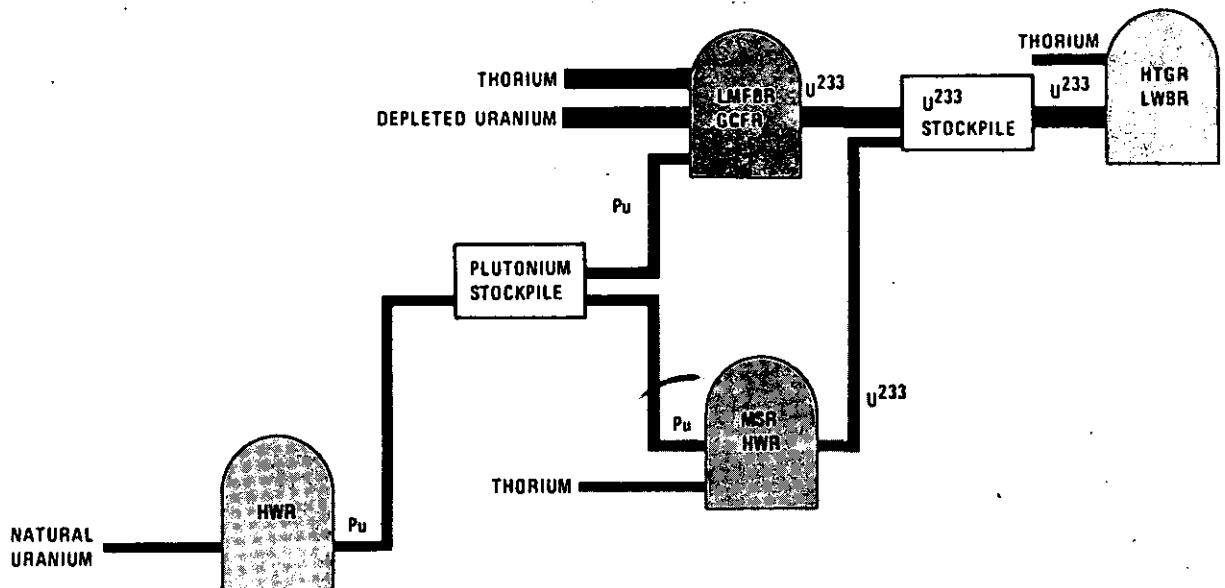 THORIUM
DEPLETED URANIUM
LMFBR
GCFR
U²³³
U²³³
STOCKPILE
THORIUM
U²³³
HTGR
LWBR
Pu
PLUTONIUM
STOCKPILE
Pu
MSR
HWR
U²³³
THORIUM
HWR
Pu
NATURAL
URANIUM